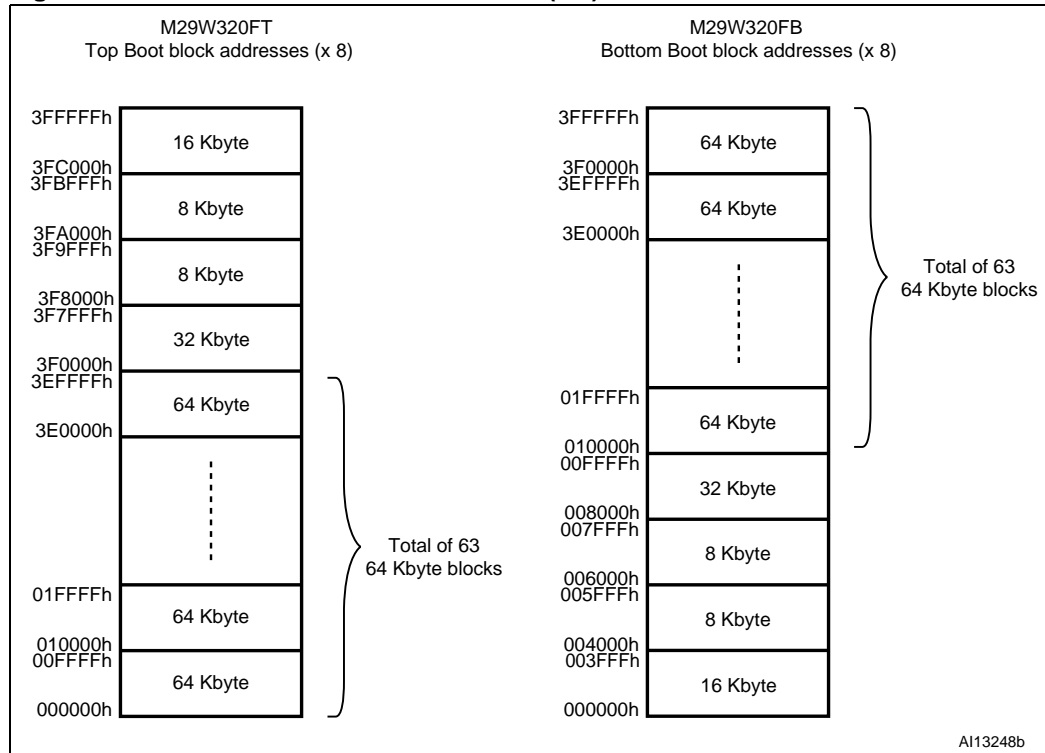 M29W320FT
Top Boot block addresses (x 8)
3FFFFFh
16 Kbyte
3FC000h
3FBFFFh
8 Kbyte
3FA000h
3F9FFFh
8 Kbyte
3F8000h
3F7FFFh
32 Kbyte
3F0000h
3EFFFFh
64 Kbyte
3E0000h
Total of 63
64 Kbyte blocks
01FFFFh
64 Kbyte
010000h
00FFFFh
64 Kbyte
000000h
M29W320FB
Bottom Boot block addresses (x 8)
3FFFFFh
64 Kbyte
3F0000h
3EFFFFh
64 Kbyte
3E0000h
Total of 63
64 Kbyte blocks
01FFFFh
64 Kbyte
010000h
00FFFFh
32 Kbyte
008000h
007FFFh
8 Kbyte
006000h
005FFFh
8 Kbyte
004000h
003FFFh
16 Kbyte
000000h
AI13248b